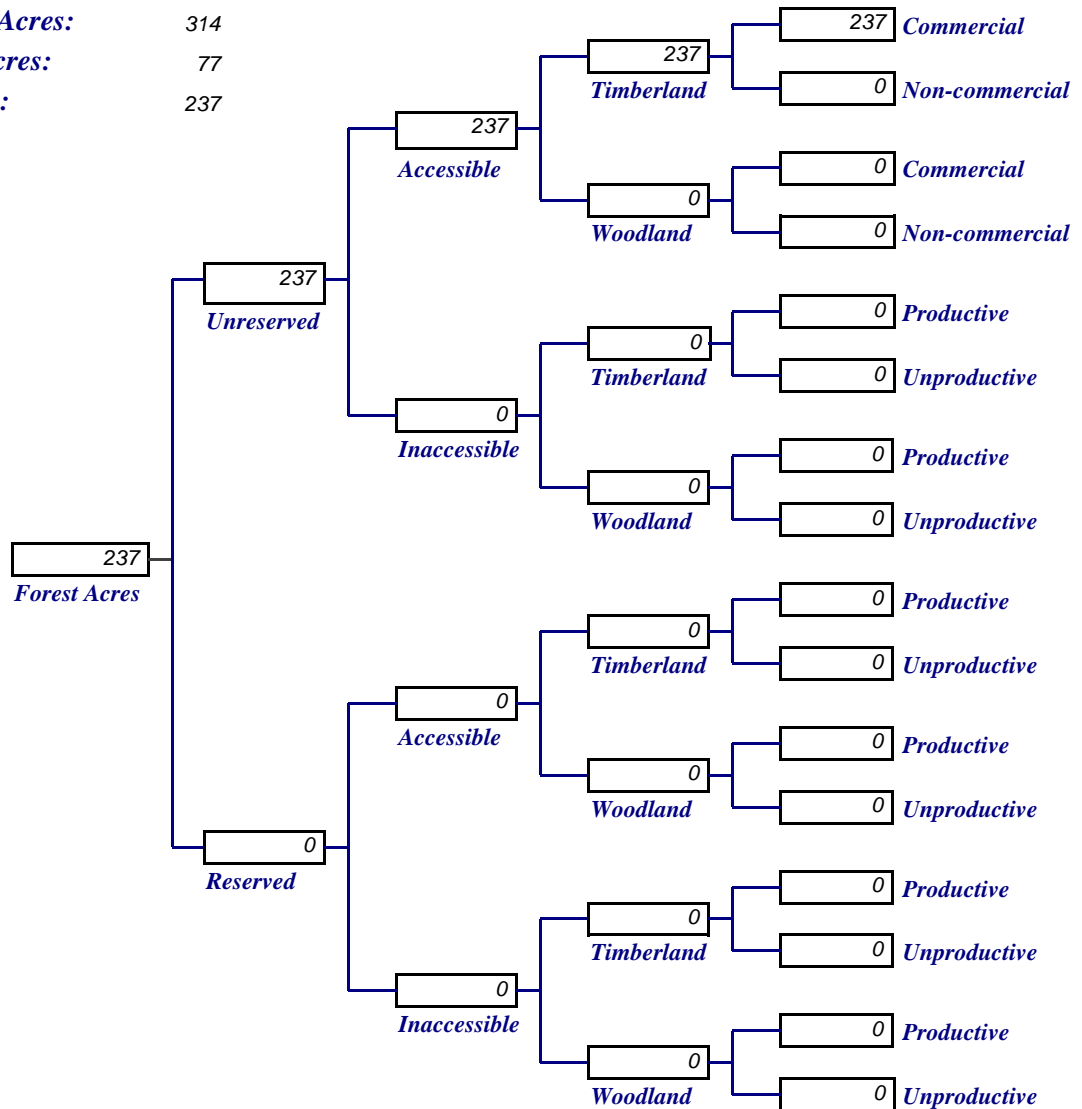 Acres: 314
cres: 77
: 237
237 Commercial
237
Timberland
0 Non-commercial
237
Accessible
0 Commercial
0
Woodland
0 Non-commercial
237
Unreserved
0 Productive
0
Timberland
0 Unproductive
0
Inaccessible
0 Productive
0
Woodland
0 Unproductive
237
Forest Acres
0 Productive
0
Timberland
0 Unproductive
0
Accessible
0 Productive
0
Woodland
0 Unproductive
0
Reserved
0 Productive
0
Timberland
0 Unproductive
0
Inaccessible
0 Productive
0
Woodland
0 Unproductive